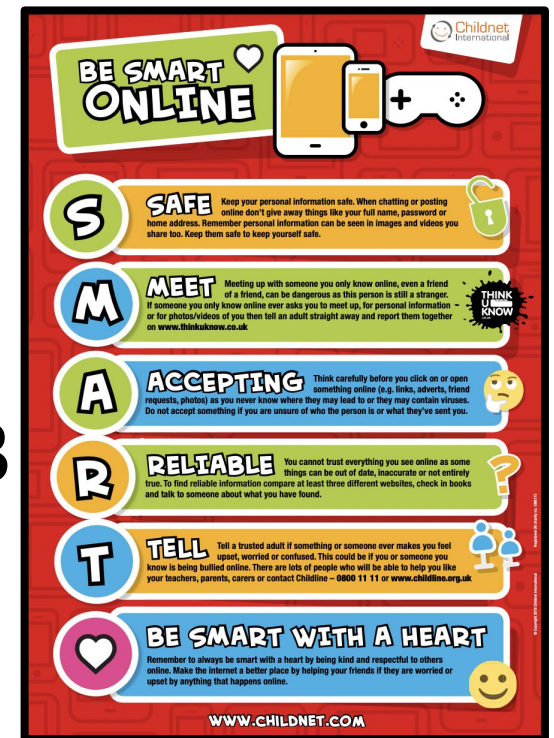 Childnet
International
BE SMART
ONLINE
S
SAFE Keep your personal information safe. When chatting or posting
online don't give away things like your full name, password or
home address. Remember personal information can be seen in images and videos you
share too. Keep them safe to keep yourself safe.
M
MEET Meeting up with someone you only know online, even a friend
of a friend, can be dangerous as this person is still a stranger.
If someone you only know online ever asks you to meet up, for personal information
or for photos/videos of you then tell an adult straight away and report them together
on www.thinkuknow.co.uk
THINK
U
KNOW
A
ACCEPTING Think carefully before you click on or open
something online (e.g. links, adverts, friend
requests, photos) as you never know where they may lead to or they may contain viruses.
Do not accept something if you are unsure of who the person is or what they've sent you.
R
RELIABLE You cannot trust everything you see online as some
things can be out of date, inaccurate or not entirely
true. To find reliable information compare at least three different websites, check in books
and talk to someone about what you have found.
?
T
TELL Tell a trusted adult if something or someone ever makes you feel
upset, worried or confused. This could be if you or someone you
know is being bullied online. There are lots of people who will be able to help you like
your teachers, parents, carers or contact Childline – 0800 11 11 or www.childline.org.uk
BE SMART WITH A HEART
Remember to always be smart with a heart by being kind and respectful to others
online. Make the internet a better place by helping your friends if they are worried or
upset by anything that happens online.
WWW.CHILDNET.COM